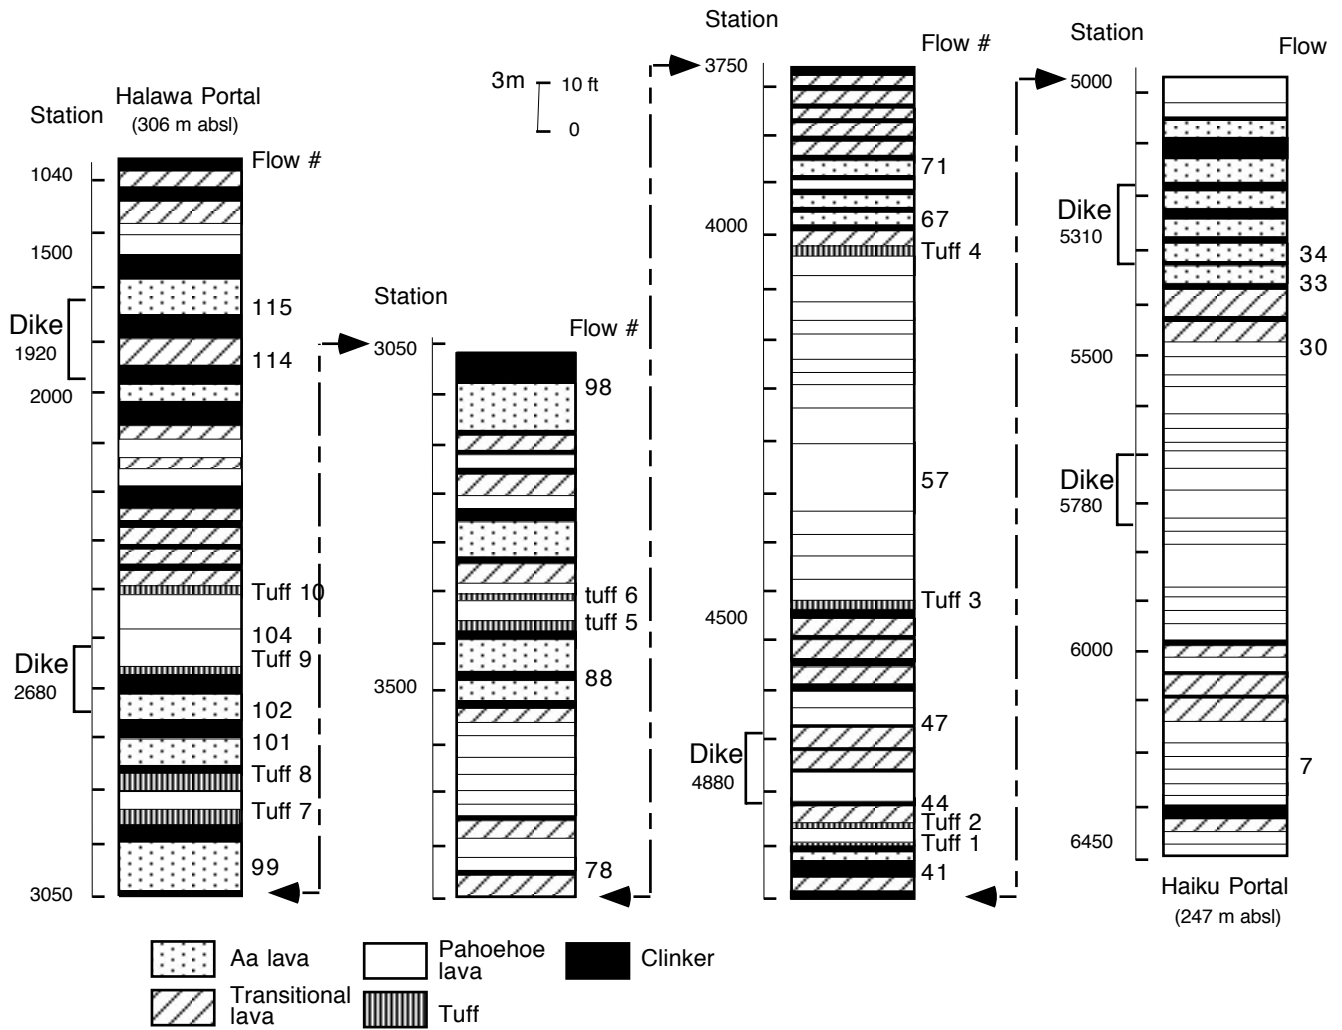 Halawa Portal
(306 m absl)
Station
Flow #
1040
1500
Dike
1920
115
114
2000
Tuff 10
104
Tuff 9
Dike
2680
102
101
Tuff 8
Tuff 7
99
3050
3m
10 ft
0
Station
Flow #
3050
98
tuff 6
tuff 5
88
3500
78
Station
Flow #
3750
71
67
4000
Tuff 4
57
Tuff 3
4500
47
Dike
4880
44
Tuff 2
Tuff 1
41
Station
Flow
5000
Dike
5310
34
33
30
5500
Dike
5780
6000
7
6450
Haiku Portal
(247 m absl)
Aa lava
Pahoehoe
lava
Clinker
Transitional
lava
Tuff